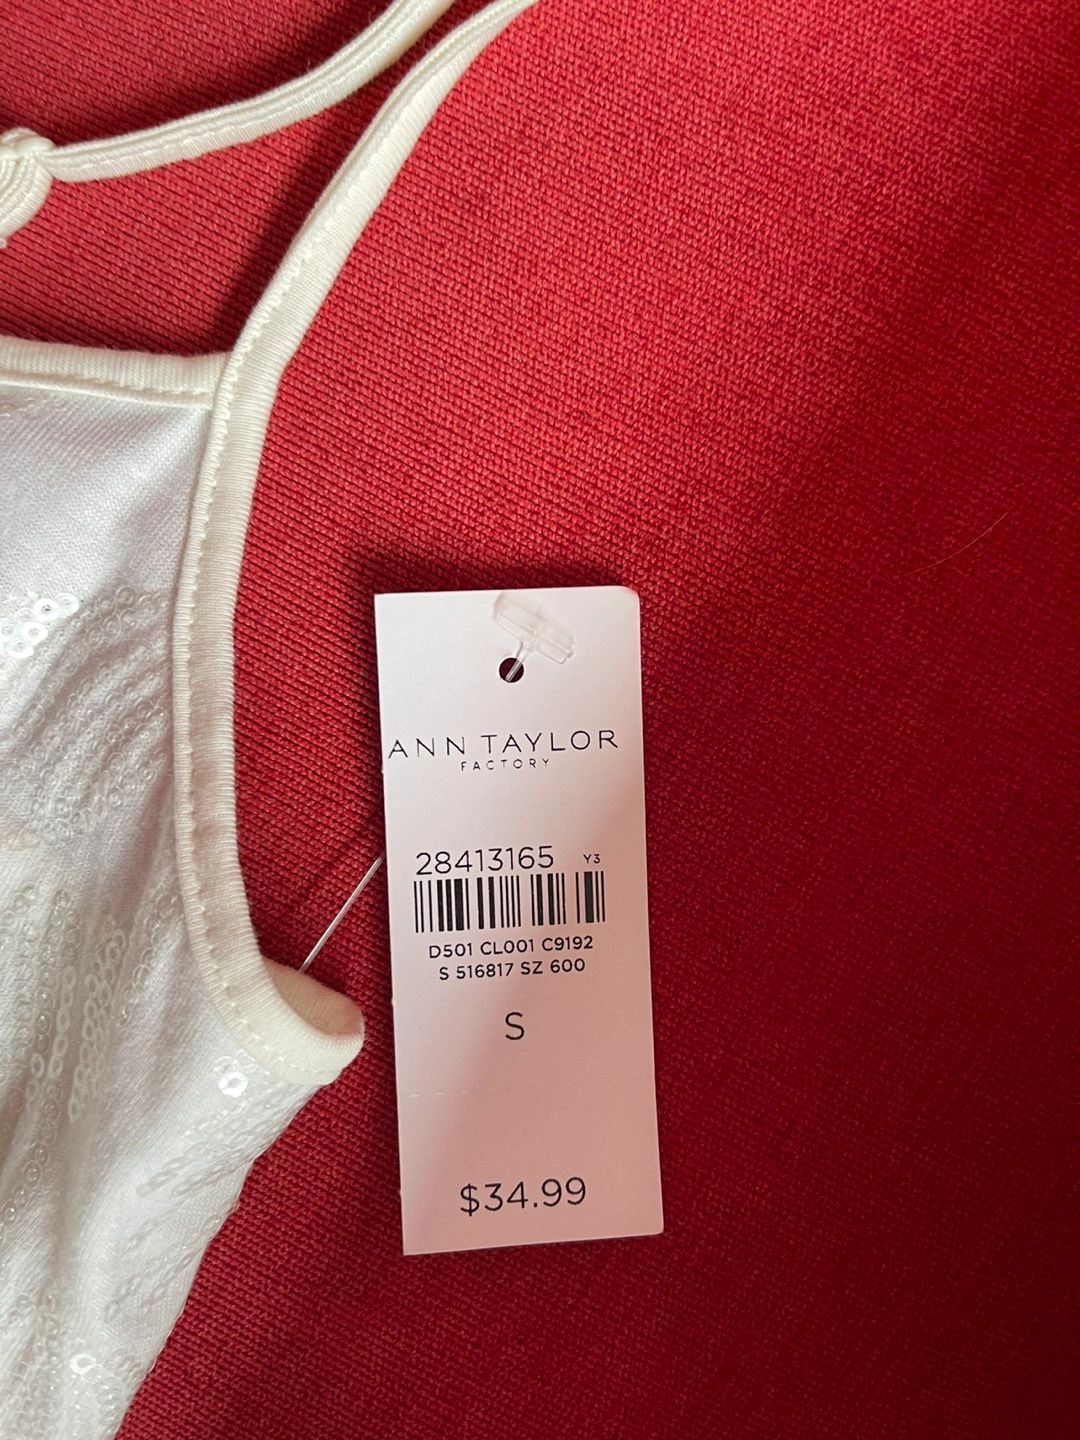 ANN TAYLOR
FACTORY
28413165 Y3
D501 CL001 C9192
S 516817 SZ 600
S
$34.99